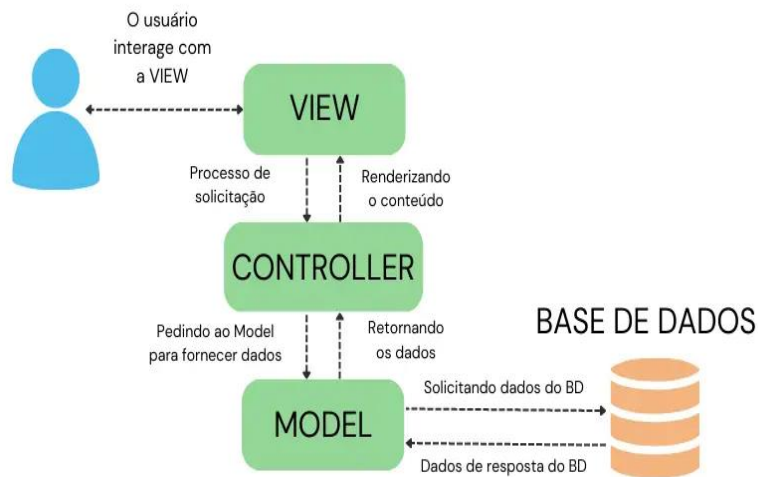 O usuário
interage com
a VIEW
VIEW
Processo de
solicitação
Renderizando
o conteúdo
CONTROLLER
Pedindo ao Model
para fornecer dados
Retornando
os dados
BASE DE DADOS
MODEL
Solicitando dados do BD
Dados de resposta do BD